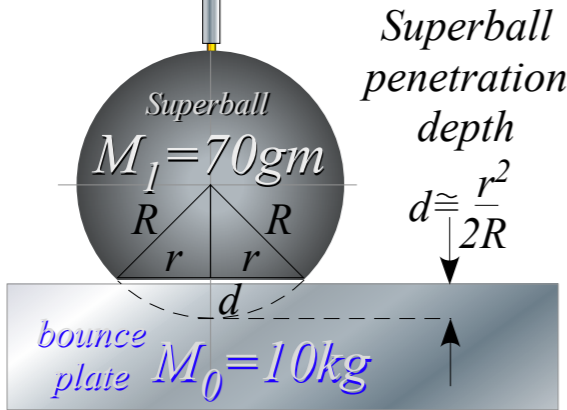 Superball
penetration
depth
d≅r²/2R
Superball
M₁=70gm
R R
r r
d
bounce
plate M₀=10kg